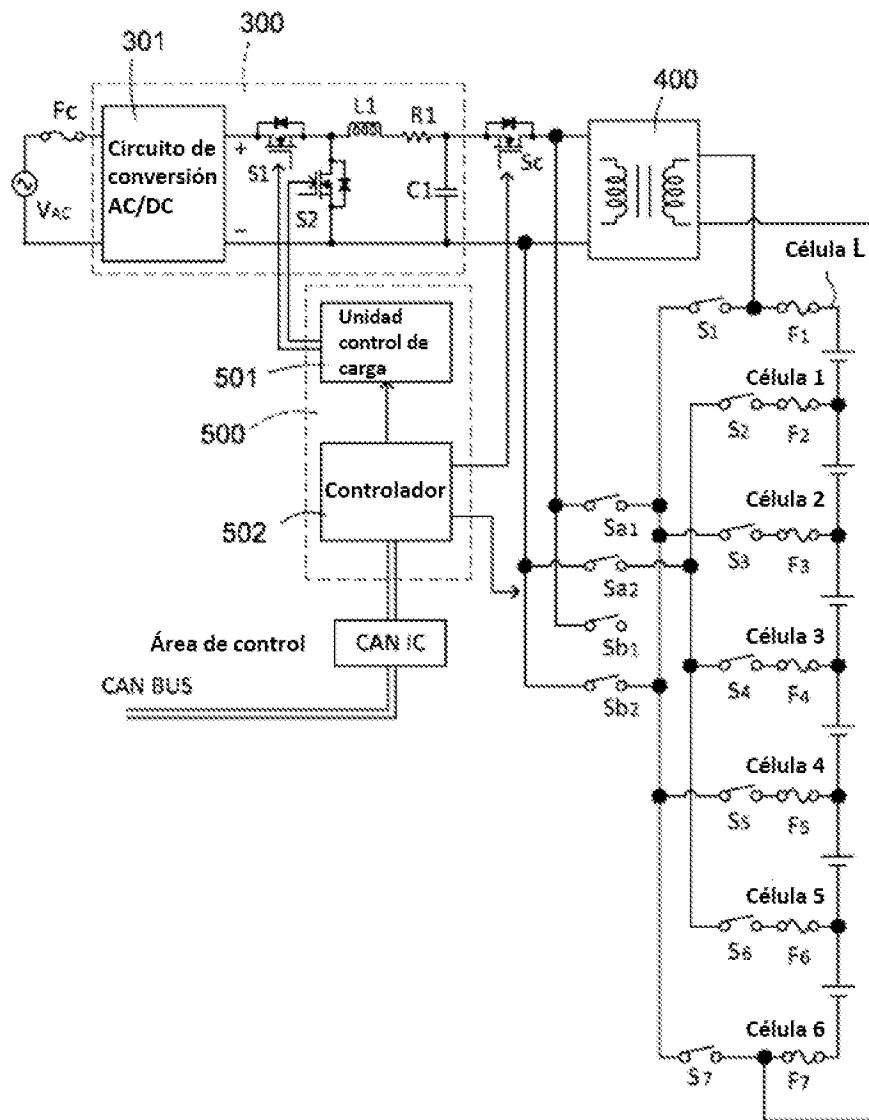 301
300
Fc
Circuito de
conversión
AC/DC
+
−
VAC
S1
S2
L1
R1
C1
Sc
400
Célula L
Unidad
control de
carga
501
500
Controlador
502
Área de control
CAN IC
CAN BUS
S1
F1
Célula 1
S2
F2
Célula 2
Sa1
S3
F3
Sa2
Célula 3
Sb1
S4
F4
Sb2
Célula 4
S5
F5
Célula 5
S6
F6
Célula 6
S7
F7